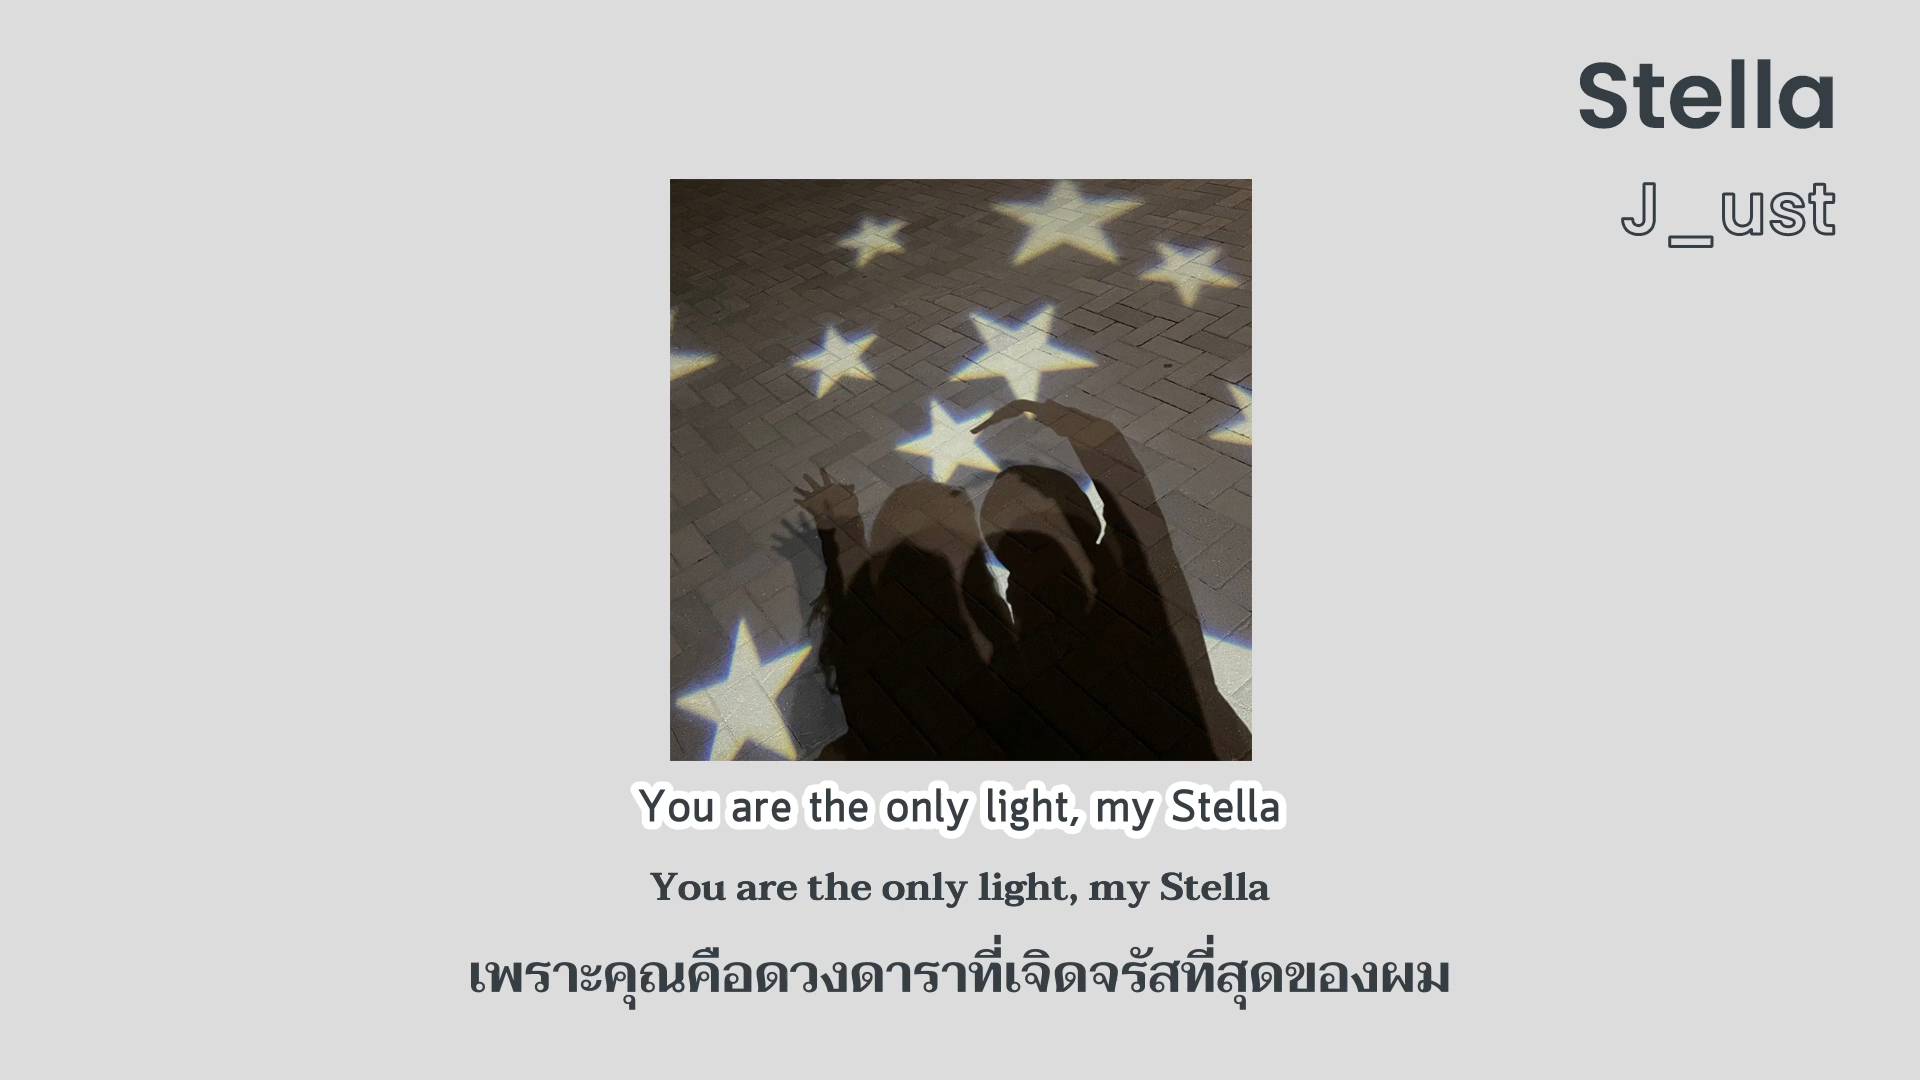 Stella
J_ust
You are the only light, my Stella
You are the only light, my Stella
เพราะคุณคือดวงดาราที่เจิดจรัสที่สุดของผม